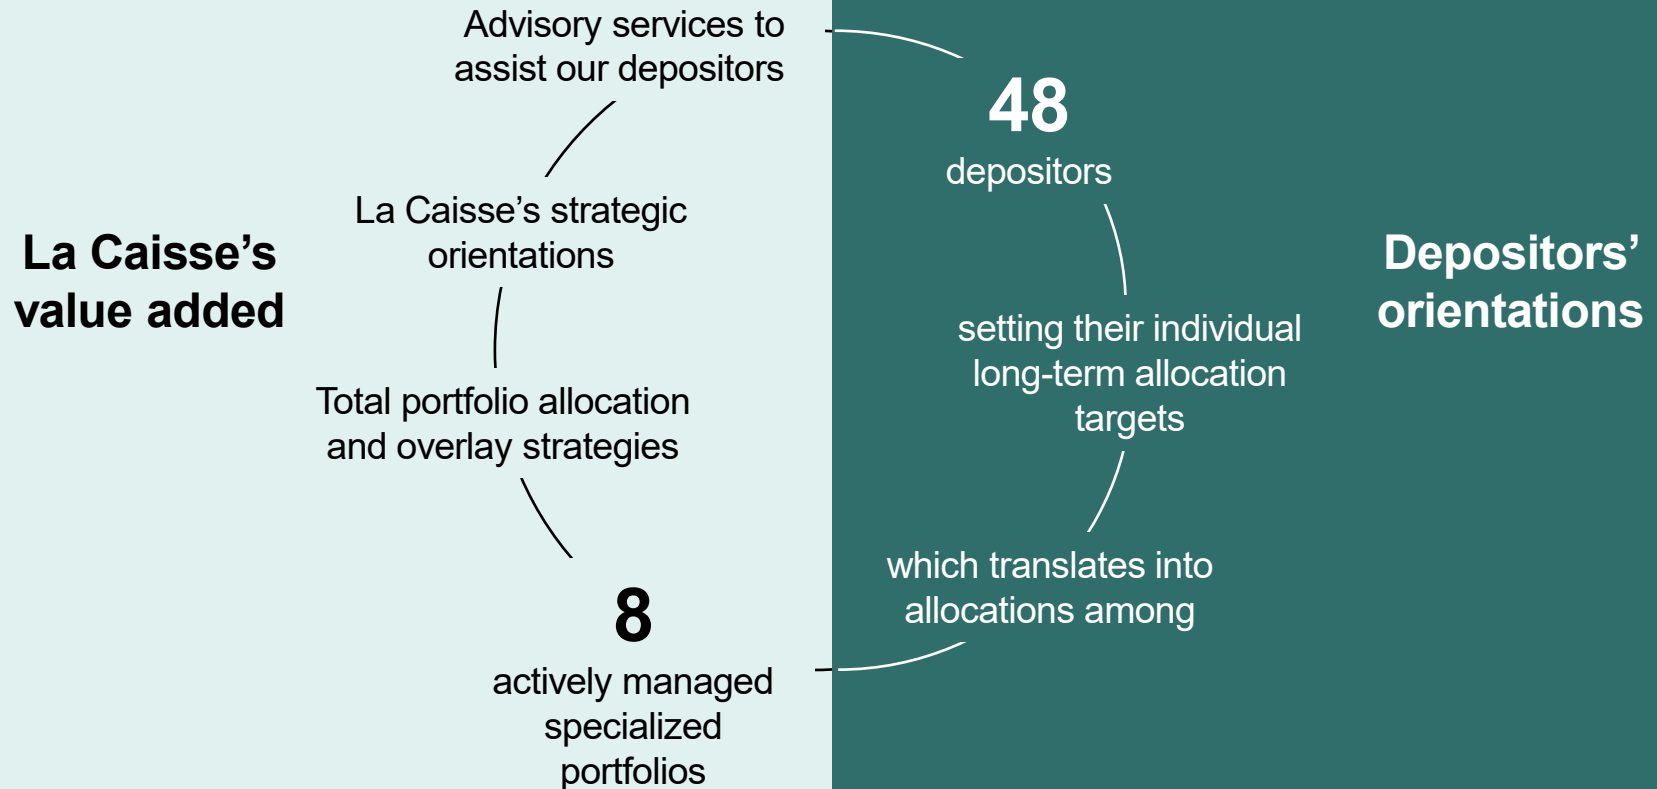 Advisory services to
assist our depositors
La Caisse’s strategic
orientations
La Caisse’s
value added
Total portfolio allocation
and overlay strategies
8
actively managed
specialized
portfolios
48
depositors
Depositors’
orientations
setting their individual
long-term allocation
targets
which translates into
allocations among